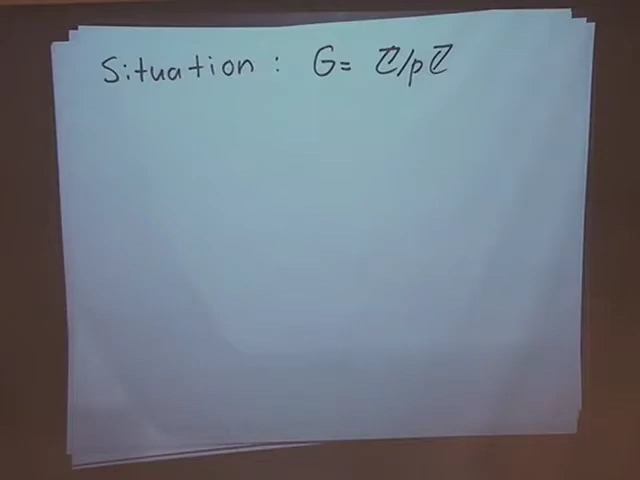 Situation : G = ℤ/pℤ